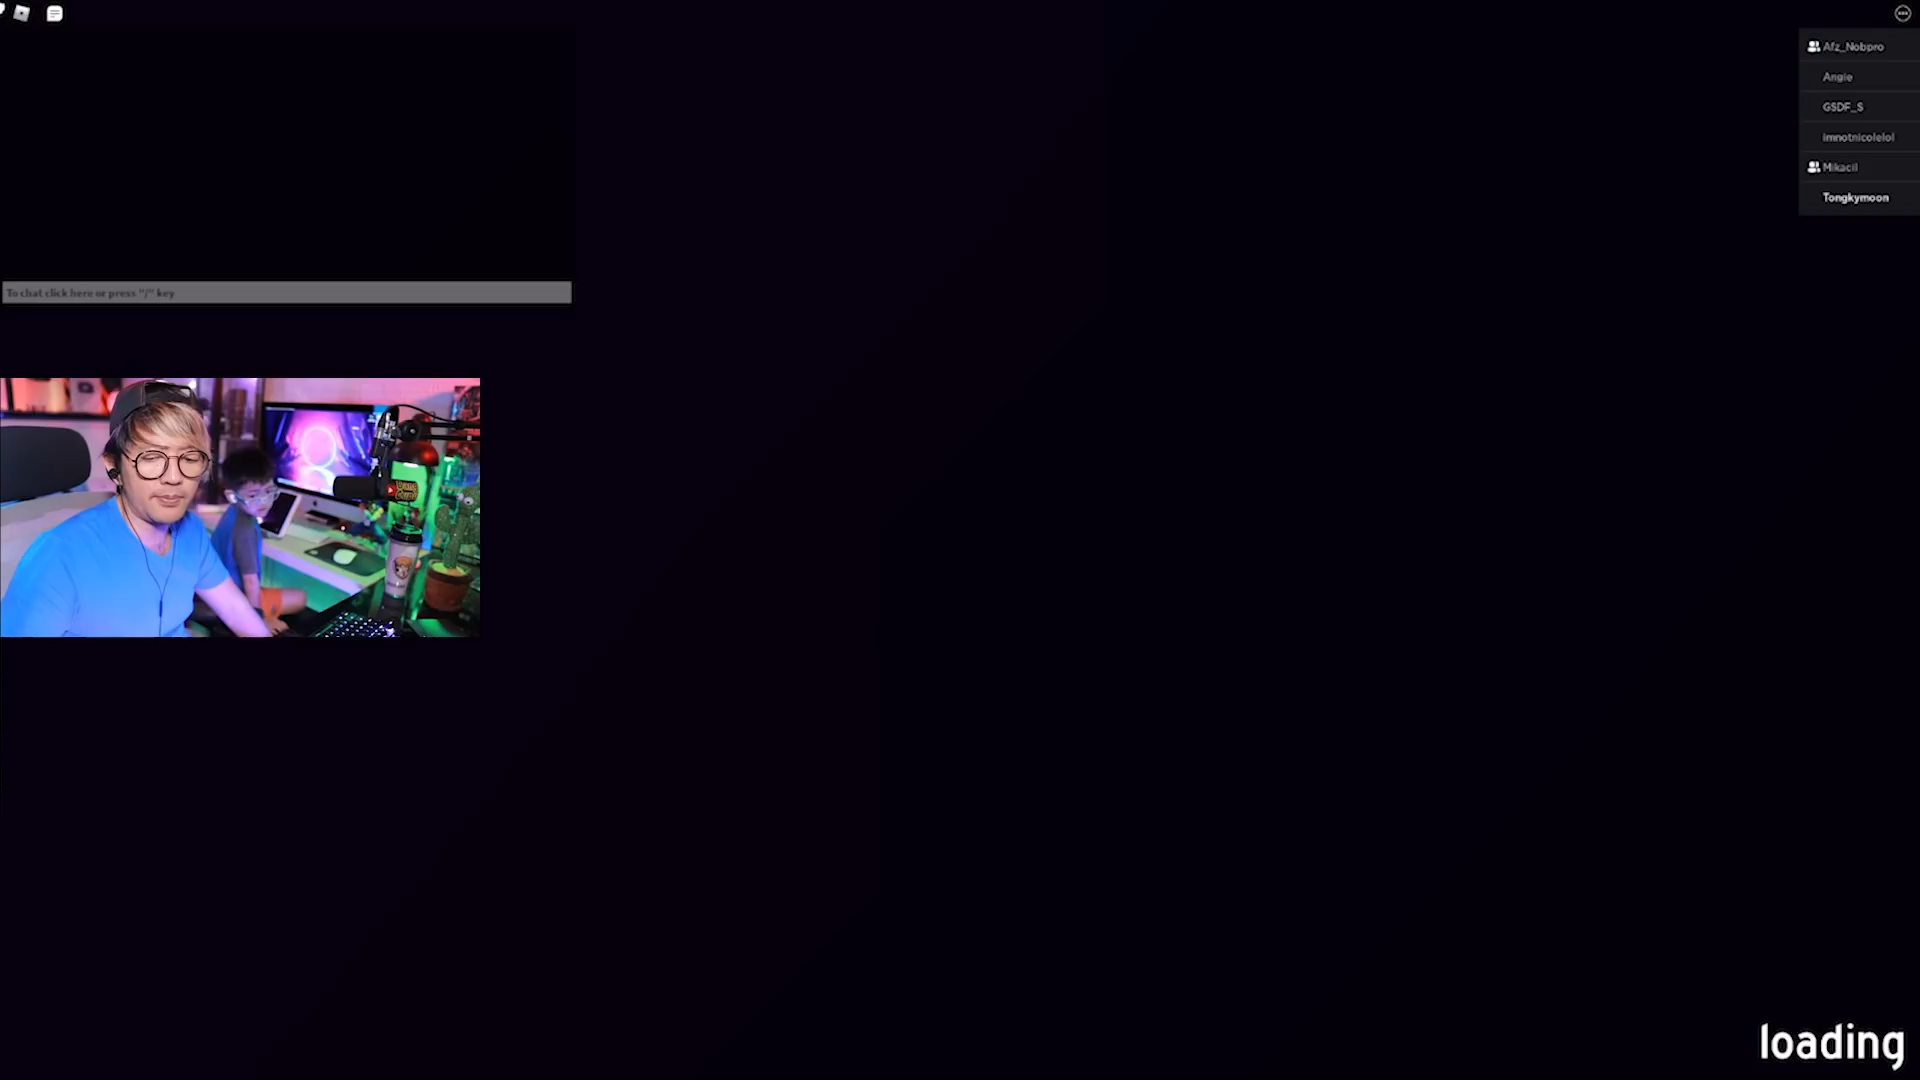 Afz_Nobpro
Angie
GSDF_S
imnotnicolelol
Mikacil
Tongkymoon
To chat click here or press "/" key
loading